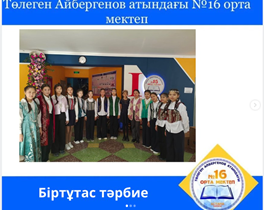 Төлеген Айбергенов атындағы №16 орта
мектеп
Біртұтас тәрбие
№16
ОРТА МЕКТЕП